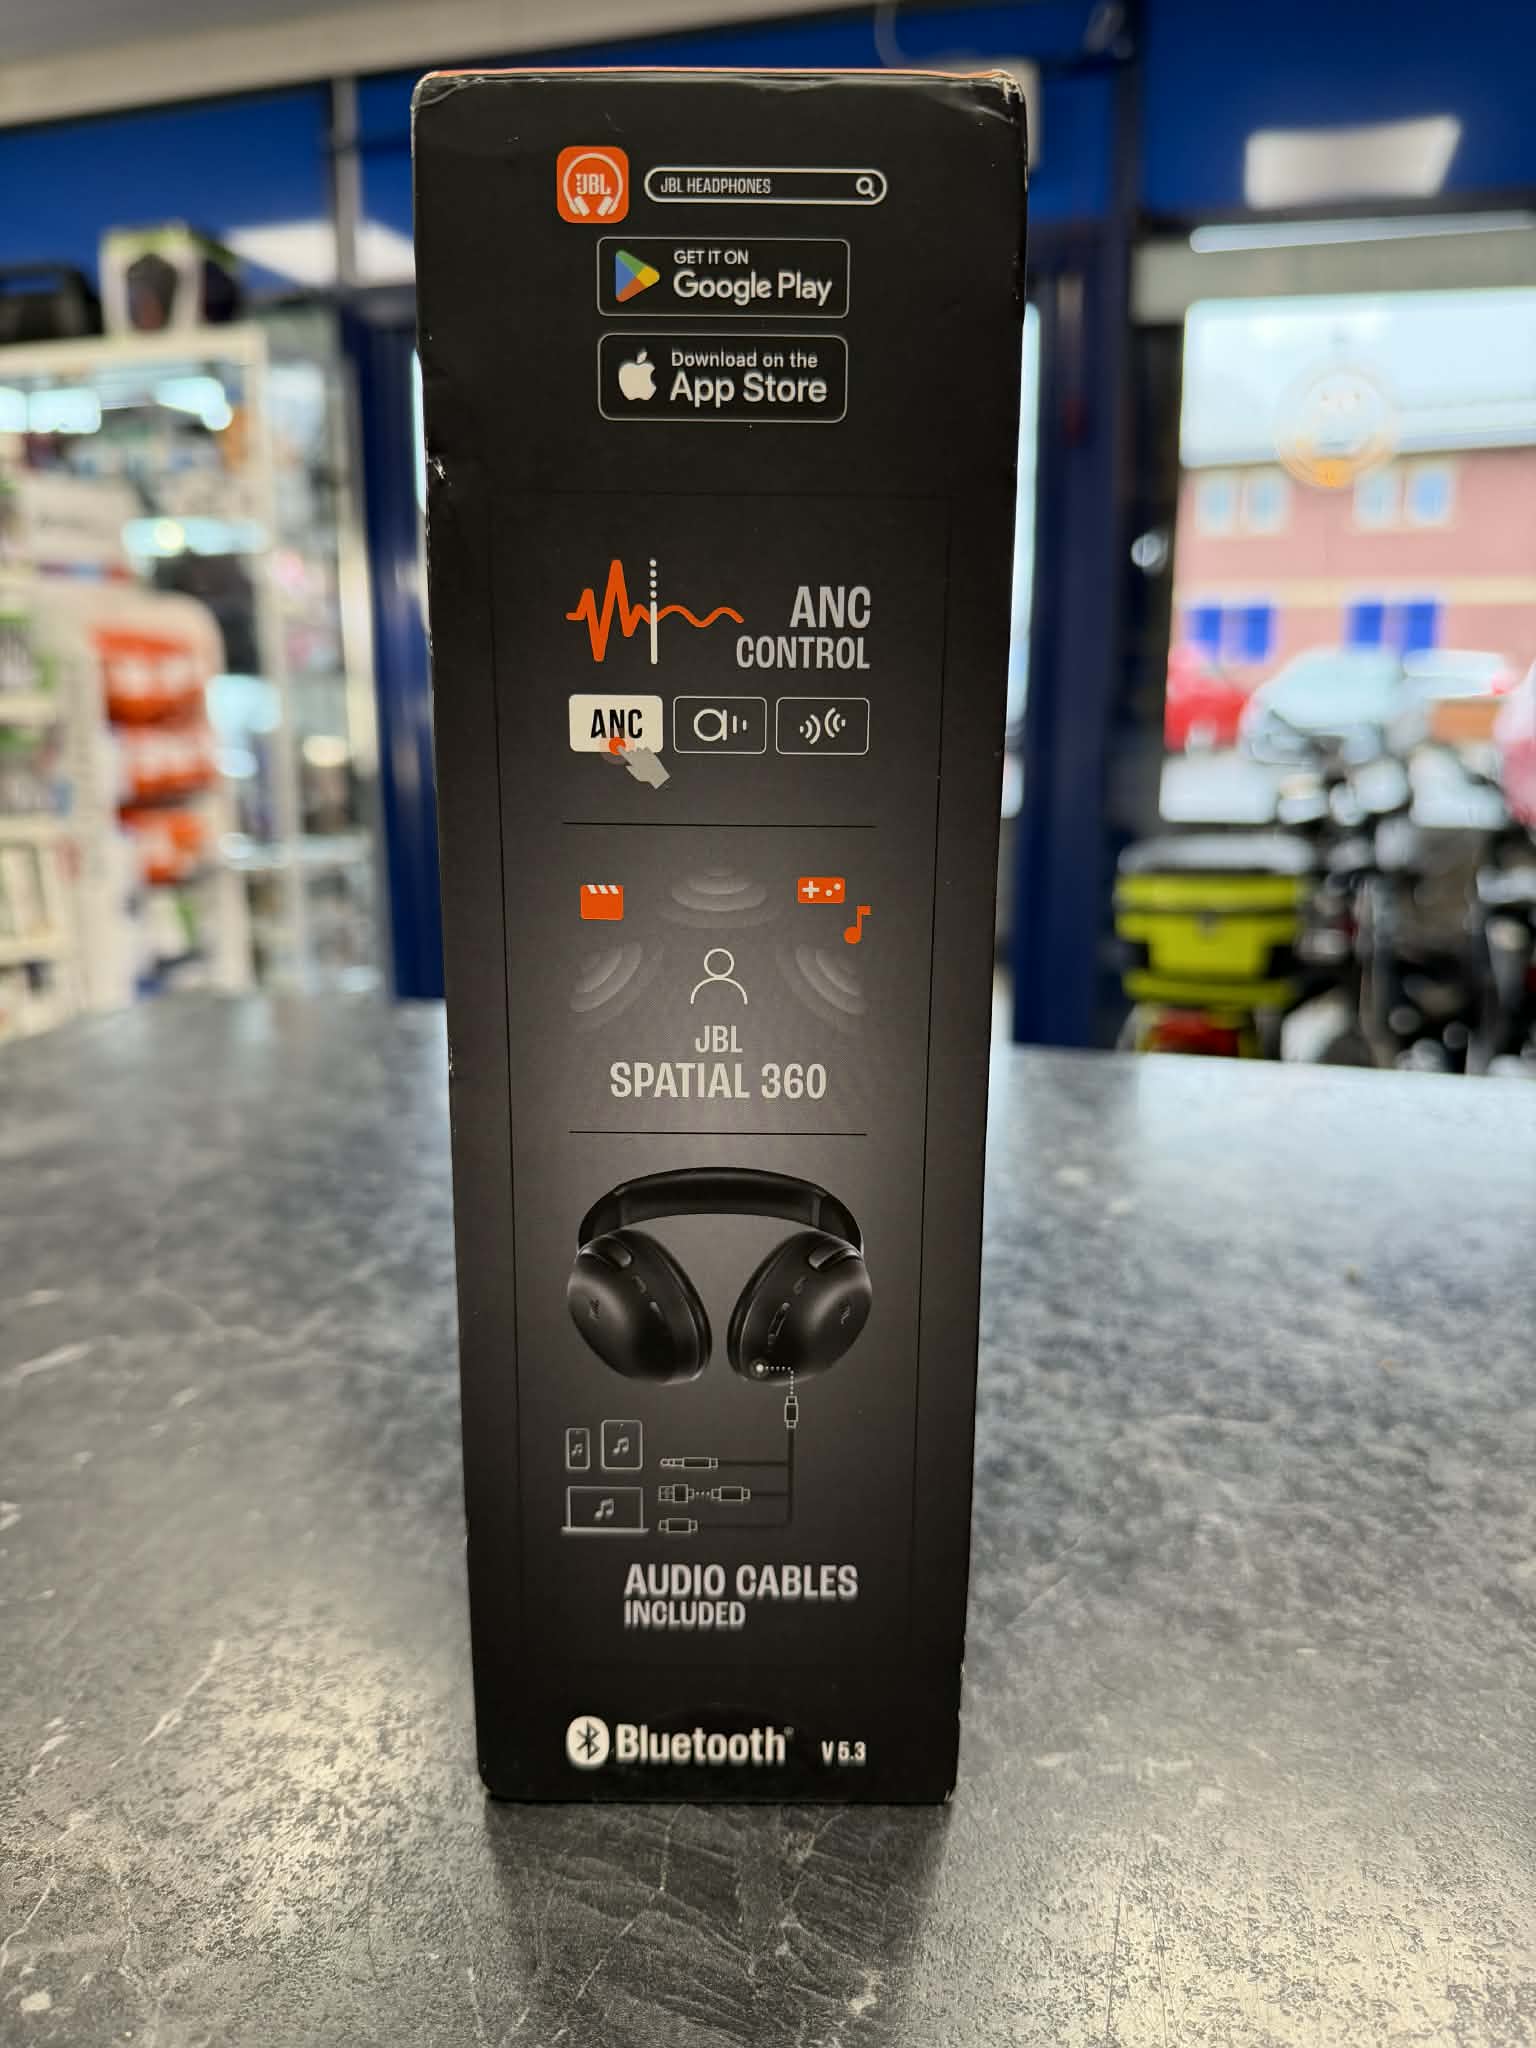 JBL
JBL HEADPHONES
GET IT ON
Google Play
Download on the
App Store
ANC
CONTROL
ANC
JBL
SPATIAL 360
AUDIO CABLES
INCLUDED
Bluetooth®
V 5.3